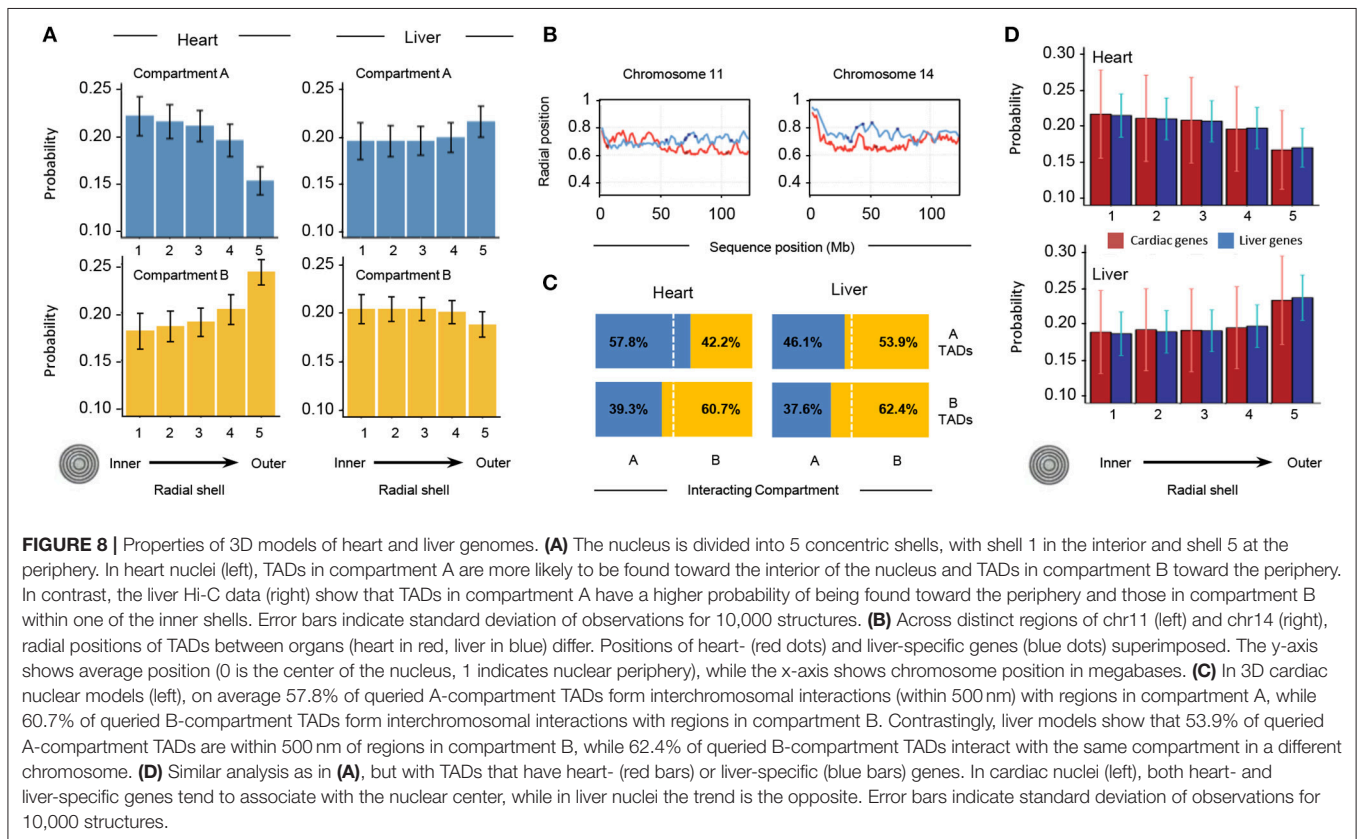 A
Heart
Liver
Compartment A
Compartment A
Probability
0.25
0.20
0.15
0.10
1 2 3 4 5
1 2 3 4 5
Compartment B
Compartment B
Probability
0.25
0.20
0.15
0.10
1 2 3 4 5
1 2 3 4 5
Inner Outer
Radial shell
Inner Outer
Radial shell
B
Chromosome 11
Chromosome 14
Radial position
1
0.8
0.6
0.4
0 50 100
1
0.8
0.6
0.4
0 50 100
Sequence position (Mb)
C
Heart
Liver
57.8% 42.2%
46.1% 53.9%
A
TADs
39.3% 60.7%
37.6% 62.4%
B
TADs
A B
A B
Interacting Compartment
D
Heart
Probability
0.30
0.25
0.20
0.15
0.10
1 2 3 4 5
Cardiac genes Liver genes
Liver
Probability
0.30
0.25
0.20
0.15
0.10
1 2 3 4 5
Inner Outer
Radial shell
FIGURE 8 | Properties of 3D models of heart and liver genomes. (A) The nucleus is divided into 5 concentric shells, with shell 1 in the interior and shell 5 at the
periphery. In heart nuclei (left), TADs in compartment A are more likely to be found toward the interior of the nucleus and TADs in compartment B toward the periphery.
In contrast, the liver Hi-C data (right) show that TADs in compartment A have a higher probability of being found toward the periphery and those in compartment B
within one of the inner shells. Error bars indicate standard deviation of observations for 10,000 structures. (B) Across distinct regions of chr11 (left) and chr14 (right),
radial positions of TADs between organs (heart in red, liver in blue) differ. Positions of heart- (red dots) and liver-specific genes (blue dots) superimposed. The y-axis
shows average position (0 is the center of the nucleus, 1 indicates nuclear periphery), while the x-axis shows chromosome position in megabases. (C) In 3D cardiac
nuclear models (left), on average 57.8% of queried A-compartment TADs form interchromosomal interactions (within 500 nm) with regions in compartment A, while
60.7% of queried B-compartment TADs form interchromosomal interactions with regions in compartment B. Contrastingly, liver models show that 53.9% of queried
A-compartment TADs are within 500 nm of regions in compartment B, while 62.4% of queried B-compartment TADs interact with the same compartment in a different
chromosome. (D) Similar analysis as in (A), but with TADs that have heart- (red bars) or liver-specific (blue bars) genes. In cardiac nuclei (left), both heart- and
liver-specific genes tend to associate with the nuclear center, while in liver nuclei the trend is the opposite. Error bars indicate standard deviation of observations for
10,000 structures.